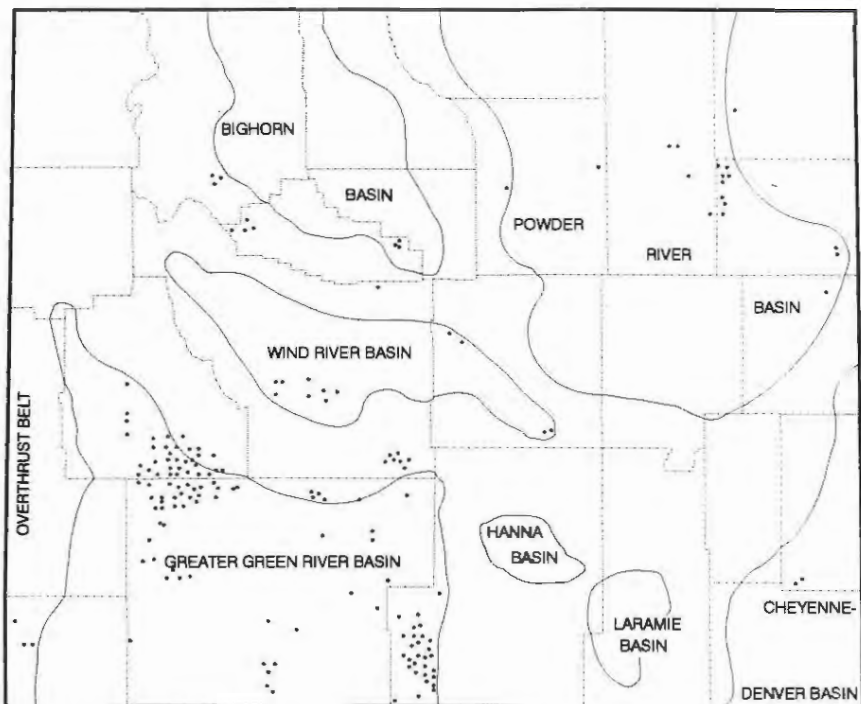 BIGHORN
BASIN
POWDER
RIVER
BASIN
WIND RIVER BASIN
OVERTHRUST BELT
GREATER GREEN RIVER BASIN
HANNA
BASIN
LARAMIE
BASIN
CHEYENNE-
DENVER BASIN